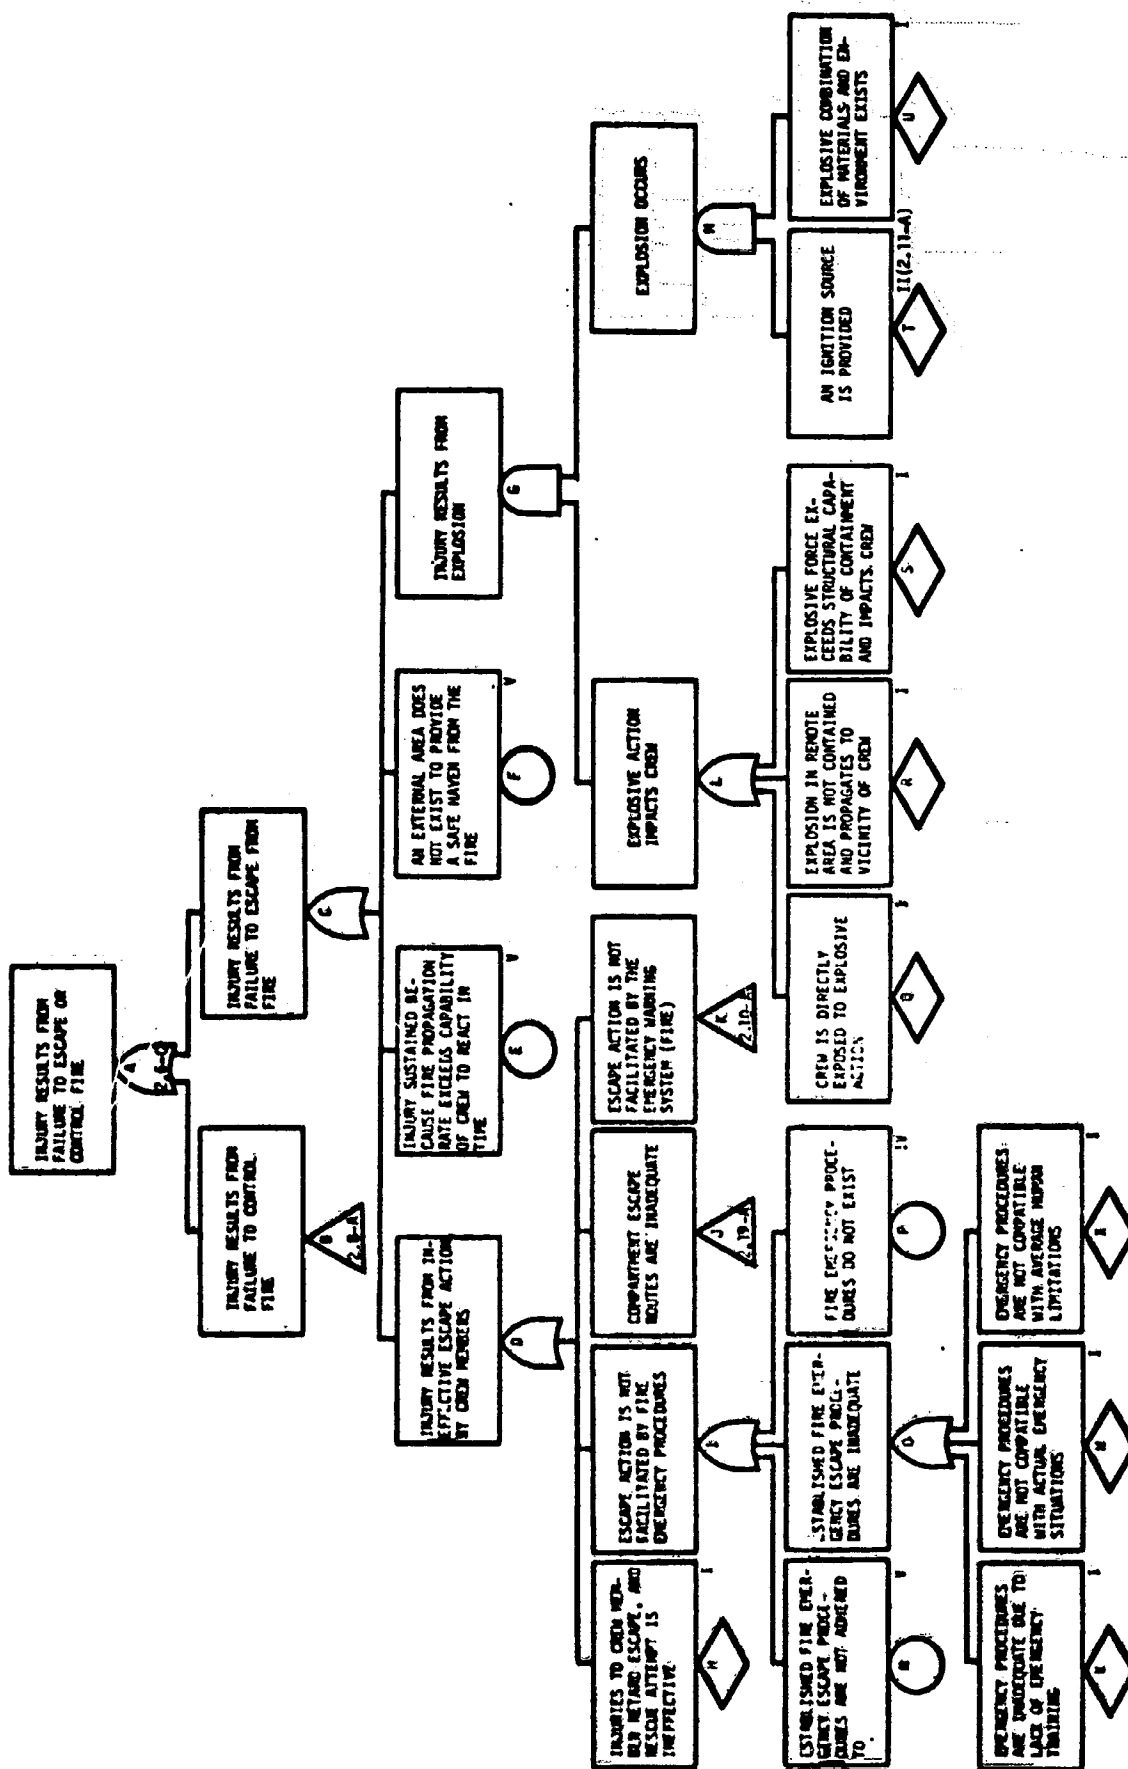 INJURY RESULTS FROM
FAILURE TO ESCAPE OR
CONTROL FIRE
A
INJURY RESULTS FROM
FAILURE TO CONTROL
FIRE
B
2.8-A
INJURY RESULTS FROM
FAILURE TO ESCAPE FROM
FIRE
C
INJURY RESULTS FROM IN-
EFFECTIVE ESCAPE ACTION
BY CREW MEMBERS
D
INJURY SUSTAINED BE-
CAUSE FIRE PROPAGATION
RATE EXCEEDS CAPABILITY
OF CREW TO REACT IN
TIME
V
E
AN EXTERNAL AREA DOES
NOT EXIST TO PROVIDE
A SAFE HAVEN FROM THE
FIRE
V
F
INJURY RESULTS FROM
EXPLOSION
G
INJURIES TO CREW MEM-
BER RETARD ESCAPE, AND
RESCUE ATTEMPT IS
INEFFECTIVE
I
H
ESCAPE ACTION IS NOT
FACILITATED BY FIRE
EMERGENCY PROCEDURES
COMPARTMENT ESCAPE
ROUTES ARE INADEQUATE
J
2.19-A
ESCAPE ACTION IS NOT
FACILITATED BY THE
EMERGENCY WARNING
SYSTEM (FIRE)
K
2.10-A
EXPLOSIVE ACTION
IMPACTS CREW
L
EXPLOSION OCCURS
M
ESTABLISHED FIRE EMER-
GENCY ESCAPE PROCE-
DURES ARE NOT ADHERED
TO
V
ESTABLISHED FIRE EMER-
GENCY ESCAPE PROCE-
DURES ARE INADEQUATE
O
FIRE EMERGENCY PROCE-
DURES DO NOT EXIST
IV
P
CREW IS DIRECTLY
EXPOSED TO EXPLOSIVE
ACTION
Q
EXPLOSION IN REMOTE
AREA IS NOT CONTAINED
AND PROPAGATES TO
VICINITY OF CREW
I
R
EXPLOSIVE FORCE EX-
CEEDS STRUCTURAL CAPA-
BILITY OF CONTAINMENT
AND IMPACTS CREW
I
S
AN IGNITION SOURCE
IS PROVIDED
II(2.11-A)
T
EXPLOSIVE COMBINATION
OF MATERIALS AND EN-
VIRONMENT EXISTS
I
U
EMERGENCY PROCEDURES
ARE INADEQUATE DUE TO
LACK OF EMERGENCY
TRAINING
I
EMERGENCY PROCEDURES
ARE NOT COMPATIBLE
WITH ACTUAL EMERGENCY
SITUATIONS
I
EMERGENCY PROCEDURES
ARE NOT COMPATIBLE
WITH AVERAGE HUMAN
LIMITATIONS
I